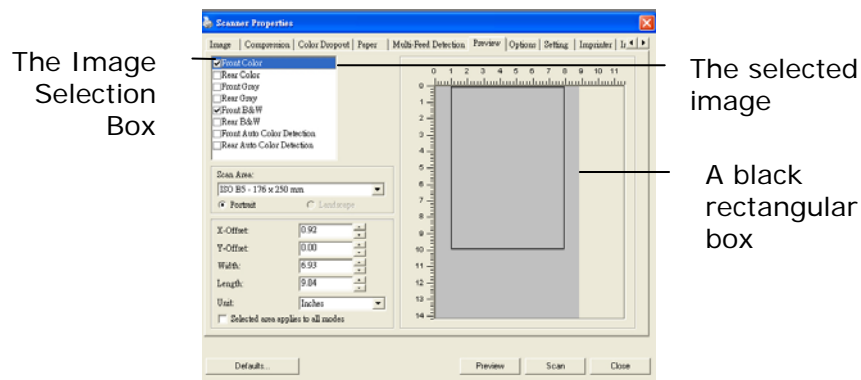 Scanner Properties
Image Compression Color Dropout Paper Multi-Feed Detection Preview Options Setting Imprinter
The Image
Selection
Box
Front Color
Rear Color
Front Gray
Rear Gray
Front B&W
Rear B&W
Front Auto Color Detection
Rear Auto Color Detection
Scan Area:
ISO B5 - 176 x 250 mm
Portrait Landscape
X-Offset: 0.92
Y-Offset: 0.00
Width: 6.93
Length: 9.84
Unit: Inches
Selected area applies to all modes
0 1 2 3 4 5 6 7 8 9 10 11
0
1
2
3
4
5
6
7
8
9
10
11
12
13
14
The selected
image
A black
rectangular
box
Defaults... Preview Scan Close